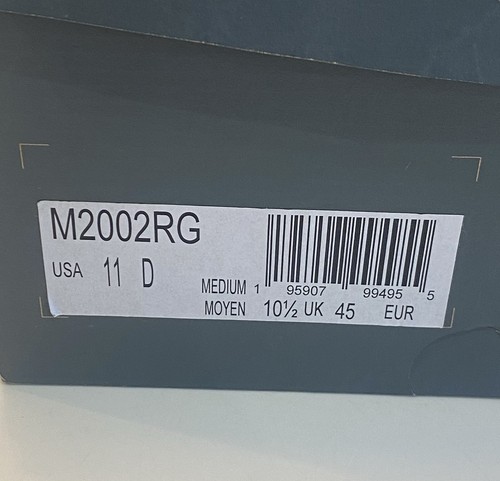 M2002RG
USA 11 D
MEDIUM 1 95907 99495 5
MOYEN 10½ UK 45 EUR